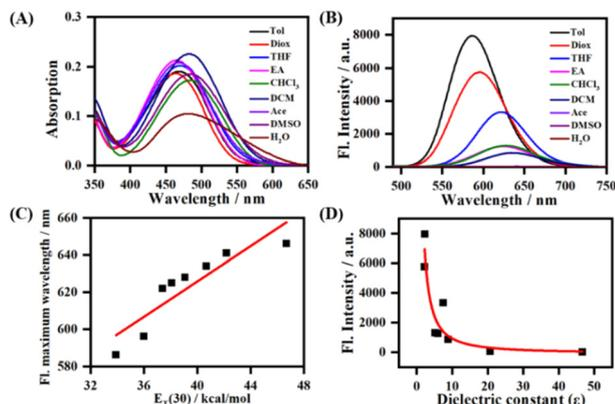 (A)
0.3
0.2
0.1
0.0
Absorption
350 400 450 500 550 600 650
Wavelength / nm
Tol
Diox
THF
EA
CHCl₃
DCM
Ace
DMSO
H₂O
(B)
8000
6000
4000
2000
0
Fl. Intensity / a.u.
500 550 600 650 700 750
Wavelength / nm
Tol
Diox
THF
EA
CHCl₃
DCM
Ace
DMSO
H₂O
(C)
660
640
620
600
580
Fl. maximum wavelength / nm
32 36 40 44 48
E_T(30) / kcal/mol
(D)
8000
6000
4000
2000
0
Fl. Intensity / a.u.
0 10 20 30 40 50
Dielectric constant (ε)